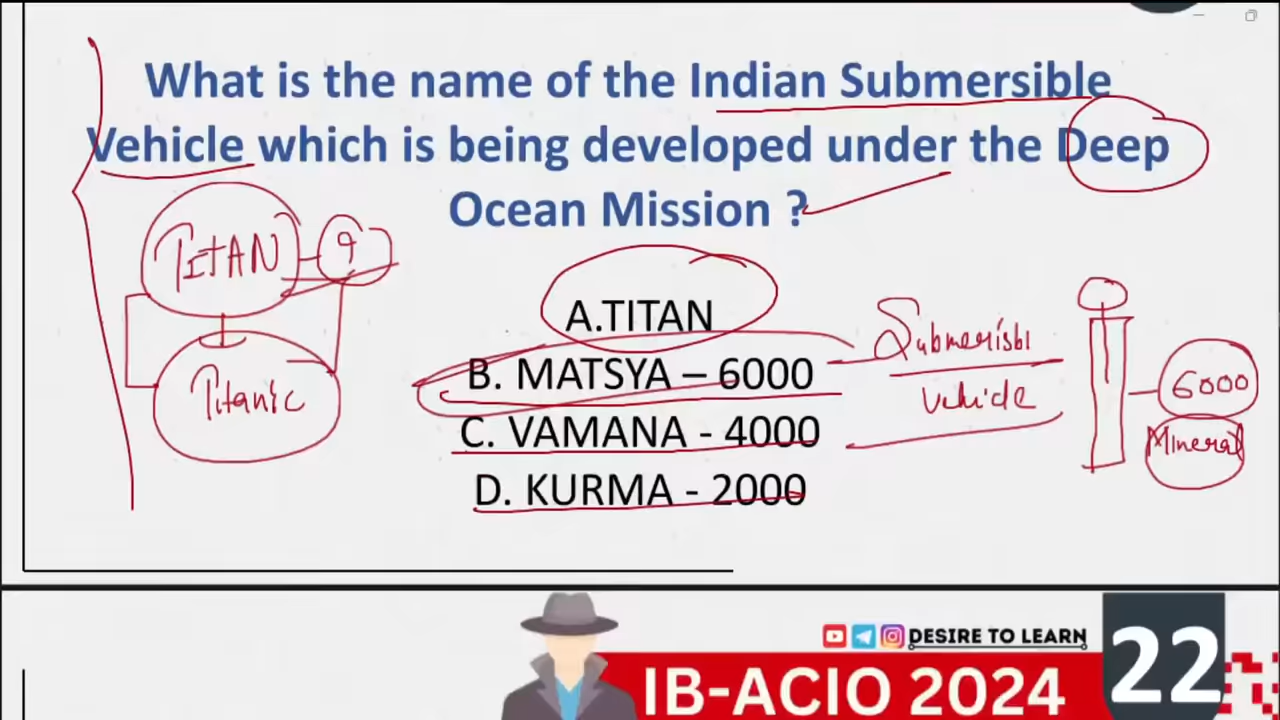 What is the name of the Indian Submersible
Vehicle which is being developed under the Deep
Ocean Mission ?
TITAN
9
Titanic
A.TITAN
B. MATSYA – 6000
C. VAMANA - 4000
D. KURMA - 2000
Vehicle
6000
Mineral
DESIRE TO LEARN
IB-ACIO 2024
22